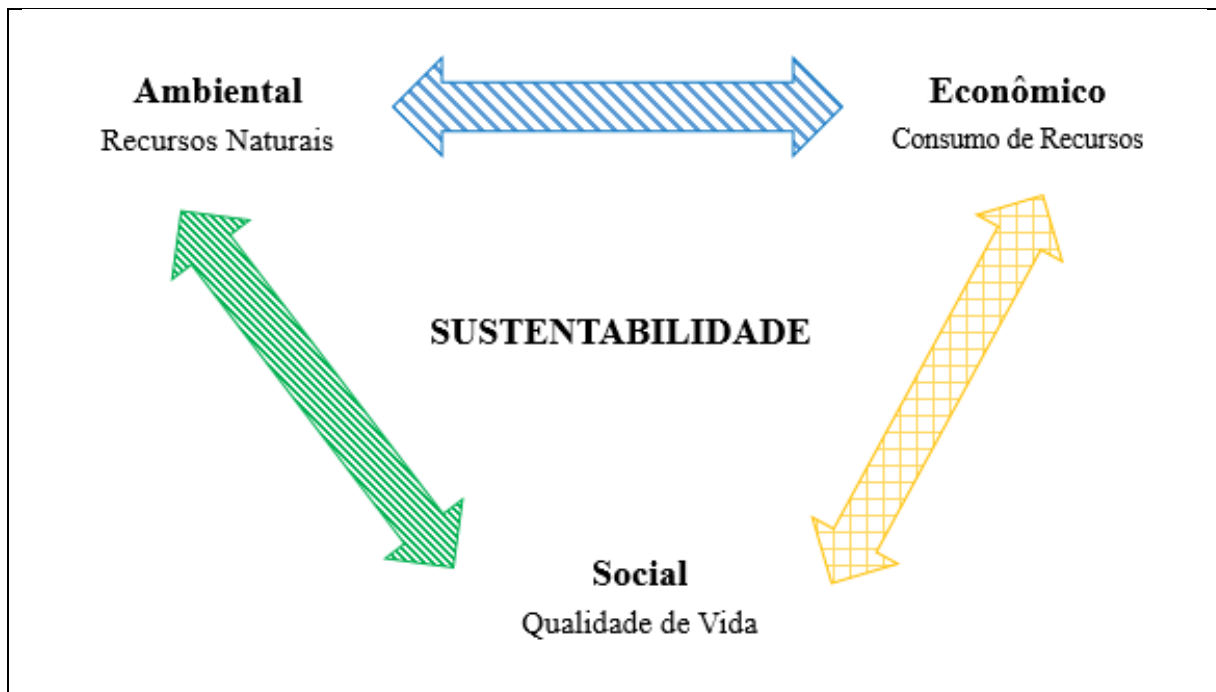 Ambiental
Recursos Naturais
Econômico
Consumo de Recursos
SUSTENTABILIDADE
Social
Qualidade de Vida